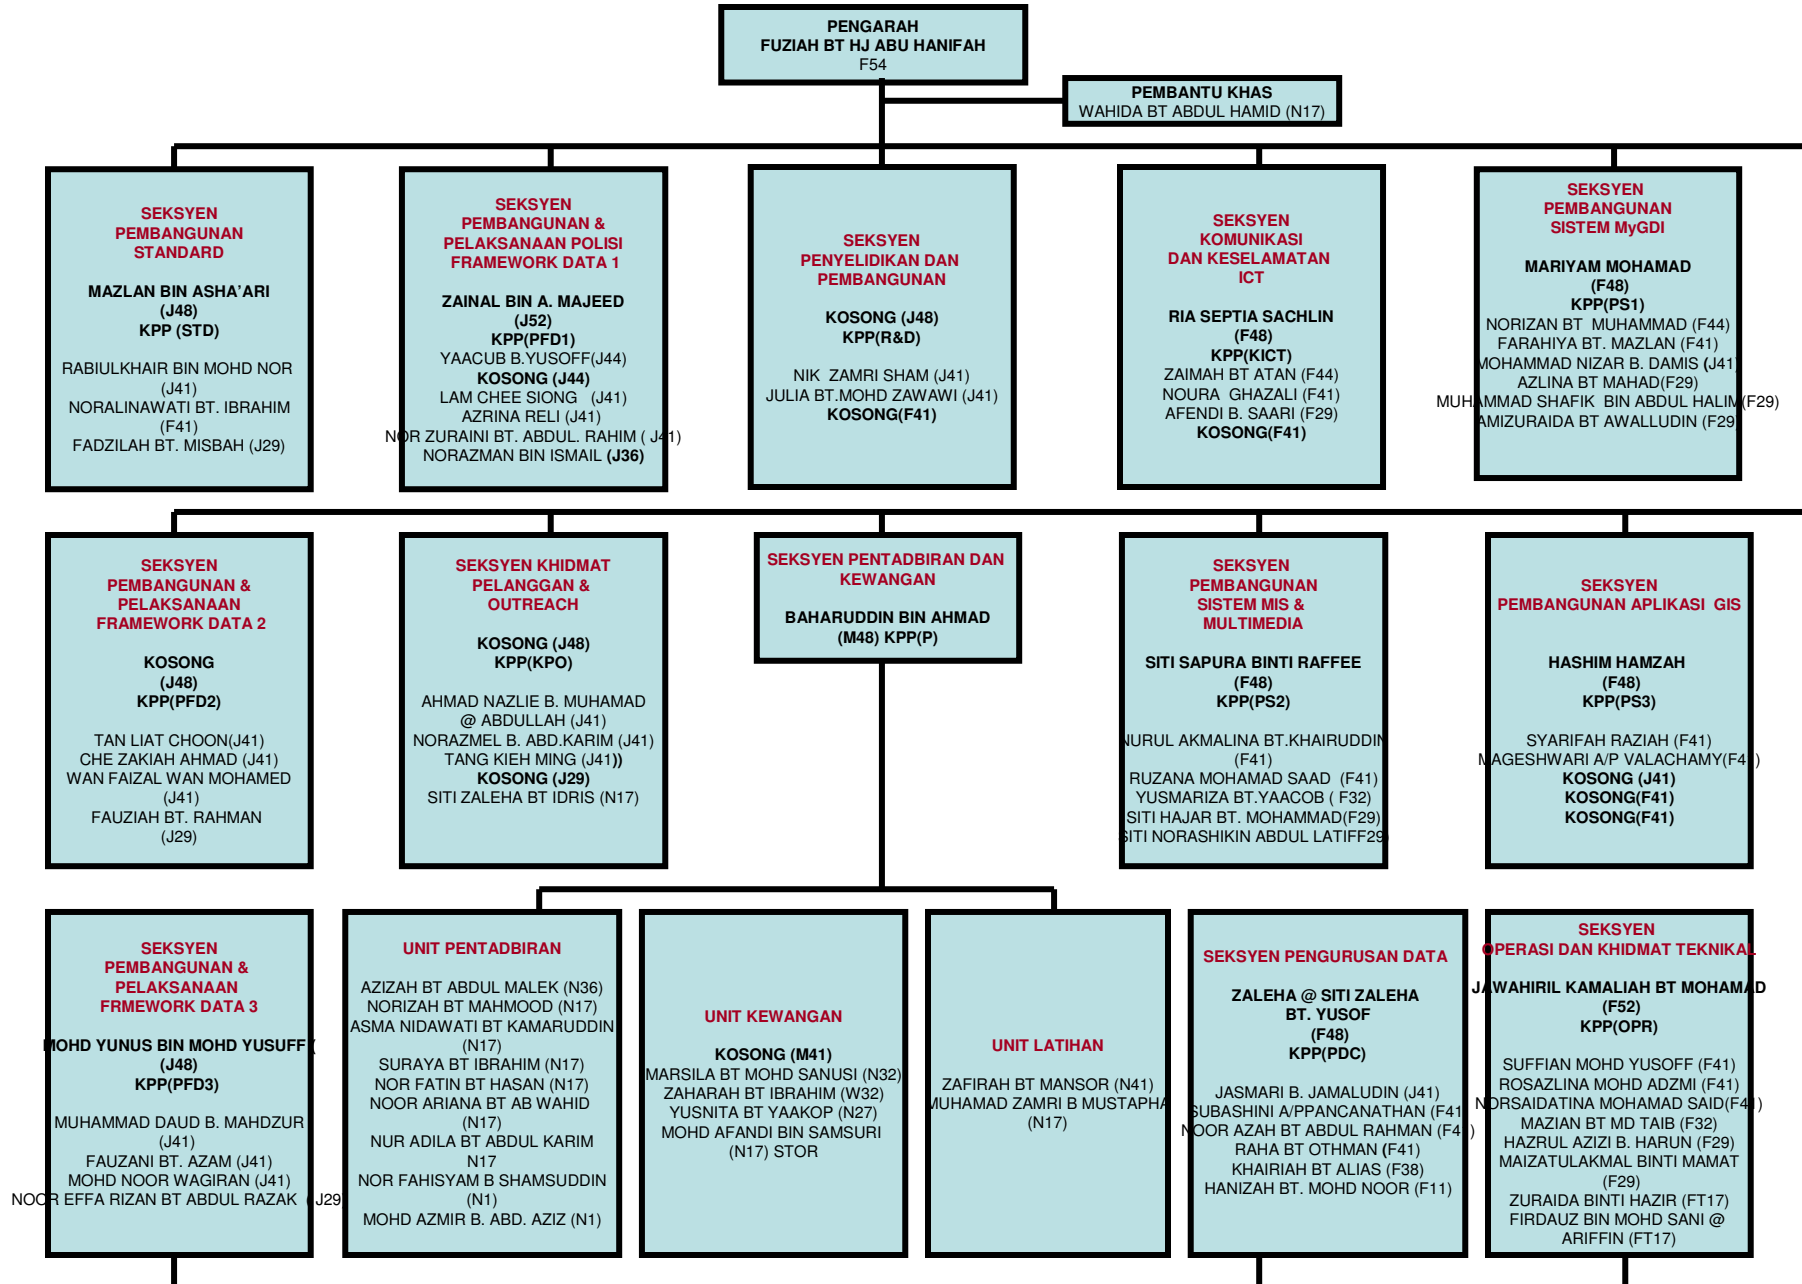 PENGARAH
FUZIAH BT HJ ABU HANIFAH
F54
PEMBANTU KHAS
WAHIDA BT ABDUL HAMID (N17)
SEKSYEN
PEMBANGUNAN
STANDARD
MAZLAN BIN ASHA'ARI
(J48)
KPP (STD)
RABIULKHAIR BIN MOHD NOR
(J41)
NORALINAWATI BT. IBRAHIM
(F41)
FADZILAH BT. MISBAH (J29)
SEKSYEN
PEMBANGUNAN &
PELAKSANAAN POLISI
FRAMEWORK DATA 1
ZAINAL BIN A. MAJEED
(J52)
KPP(PFD1)
YAACUB B.YUSOFF(J44)
KOSONG (J44)
LAM CHEE SIONG (J41)
AZRINA RELI (J41)
NOR ZURAINI BT. ABDUL. RAHIM ( J41)
NORAZMAN BIN ISMAIL (J36)
SEKSYEN
PENYELIDIKAN DAN
PEMBANGUNAN
KOSONG (J48)
KPP(R&D)
NIK ZAMRI SHAM (J41)
JULIA BT.MOHD ZAWAWI (J41)
KOSONG(F41)
SEKSYEN
KOMUNIKASI
DAN KESELAMATAN
ICT
RIA SEPTIA SACHLIN
(F48)
KPP(KICT)
ZAIMAH BT ATAN (F44)
NOURA GHAZALI (F41)
AFENDI B. SAARI (F29)
KOSONG(F41)
SEKSYEN
PEMBANGUNAN
SISTEM MyGDI
MARIYAM MOHAMAD
(F48)
KPP(PS1)
NORIZAN BT MUHAMMAD (F44)
FARAHIYA BT. MAZLAN (F41)
MOHAMMAD NIZAR B. DAMIS (J41)
AZLINA BT MAHAD(F29)
MUHAMMAD SHAFIK BIN ABDUL HALIM(F29)
AMIZURAIDA BT AWALLUDIN (F29)
SEKSYEN
PEMBANGUNAN &
PELAKSANAAN
FRAMEWORK DATA 2
KOSONG
(J48)
KPP(PFD2)
TAN LIAT CHOON(J41)
CHE ZAKIAH AHMAD (J41)
WAN FAIZAL WAN MOHAMED
(J41)
FAUZIAH BT. RAHMAN
(J29)
SEKSYEN KHIDMAT
PELANGGAN &
OUTREACH
KOSONG (J48)
KPP(KPO)
AHMAD NAZLIE B. MUHAMAD
@ ABDULLAH (J41)
NORAZMEL B. ABD.KARIM (J41)
TANG KIEH MING (J41))
KOSONG (J29)
SITI ZALEHA BT IDRIS (N17)
SEKSYEN PENTADBIRAN DAN
KEWANGAN
BAHARUDDIN BIN AHMAD
(M48) KPP(P)
SEKSYEN
PEMBANGUNAN
SISTEM MIS &
MULTIMEDIA
SITI SAPURA BINTI RAFFEE
(F48)
KPP(PS2)
NURUL AKMALINA BT.KHAIRUDDIN
(F41)
RUZANA MOHAMAD SAAD (F41)
YUSMARIZA BT.YAACOB ( F32)
SITI HAJAR BT. MOHAMMAD(F29)
SITI NORASHIKIN ABDUL LATIFF29)
SEKSYEN
PEMBANGUNAN APLIKASI GIS
HASHIM HAMZAH
(F48)
KPP(PS3)
SYARIFAH RAZIAH (F41)
MAGESHWARI A/P VALACHAMY(F41)
KOSONG (J41)
KOSONG(F41)
KOSONG(F41)
SEKSYEN
PEMBANGUNAN &
PELAKSANAAN
FRMEWORK DATA 3
MOHD YUNUS BIN MOHD YUSUFF (
(J48)
KPP(PFD3)
MUHAMMAD DAUD B. MAHDZUR
(J41)
FAUZANI BT. AZAM (J41)
MOHD NOOR WAGIRAN (J41)
NOOR EFFA RIZAN BT ABDUL RAZAK ( J29)
UNIT PENTADBIRAN
AZIZAH BT ABDUL MALEK (N36)
NORIZAH BT MAHMOOD (N17)
ASMA NIDAWATI BT KAMARUDDIN
(N17)
SURAYA BT IBRAHIM (N17)
NOR FATIN BT HASAN (N17)
NOOR ARIANA BT AB WAHID
(N17)
NUR ADILA BT ABDUL KARIM
N17
NOR FAHISYAM B SHAMSUDDIN
(N1)
MOHD AZMIR B. ABD. AZIZ (N1)
UNIT KEWANGAN
KOSONG (M41)
MARSILA BT MOHD SANUSI (N32)
ZAHARAH BT IBRAHIM (W32)
YUSNITA BT YAAKOP (N27)
MOHD AFANDI BIN SAMSURI
(N17) STOR
UNIT LATIHAN
ZAFIRAH BT MANSOR (N41)
MUHAMAD ZAMRI B MUSTAPHA
(N17)
SEKSYEN PENGURUSAN DATA
ZALEHA @ SITI ZALEHA
BT. YUSOF
(F48)
KPP(PDC)
JASMARI B. JAMALUDIN (J41)
SUBASHINI A/PPANCANATHAN (F41
NOOR AZAH BT ABDUL RAHMAN (F41)
RAHA BT OTHMAN (F41)
KHAIRIAH BT ALIAS (F38)
HANIZAH BT. MOHD NOOR (F11)
SEKSYEN
OPERASI DAN KHIDMAT TEKNIKAL
JAWAHIRIL KAMALIAH BT MOHAMAD
(F52)
KPP(OPR)
SUFFIAN MOHD YUSOFF (F41)
ROSAZLINA MOHD ADZMI (F41)
NORSAIDATINA MOHAMAD SAID(F41)
MAZIAN BT MD TAIB (F32)
HAZRUL AZIZI B. HARUN (F29)
MAIZATULAKMAL BINTI MAMAT
(F29)
ZURAIDA BINTI HAZIR (FT17)
FIRDAUZ BIN MOHD SANI @
ARIFFIN (FT17)